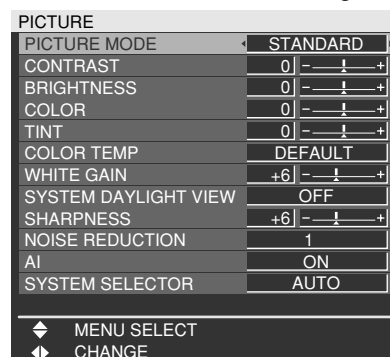 PICTURE
PICTURE MODE STANDARD
CONTRAST 0 - +
BRIGHTNESS 0 - +
COLOR 0 - +
TINT 0 - +
COLOR TEMP DEFAULT
WHITE GAIN +6 - +
SYSTEM DAYLIGHT VIEW OFF
SHARPNESS +6 - +
NOISE REDUCTION 1
AI ON
SYSTEM SELECTOR AUTO
MENU SELECT
CHANGE